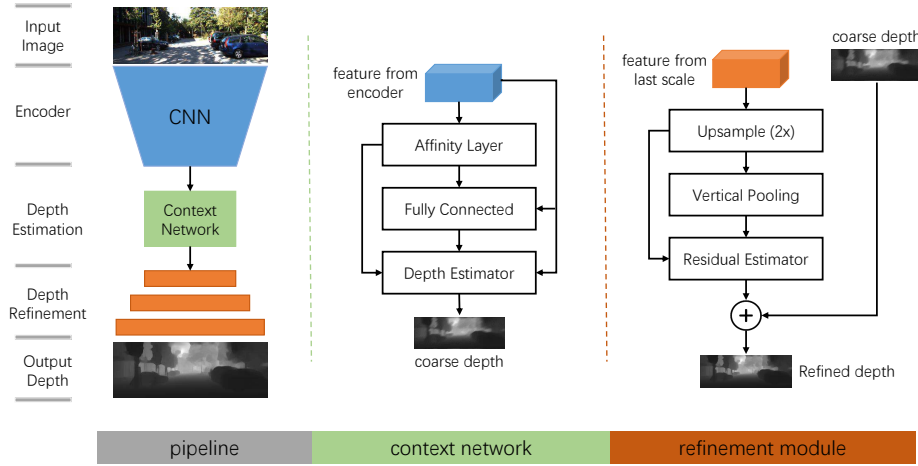 Input
Image
Encoder
Depth
Estimation
Depth
Refinement
Output
Depth
CNN
Context
Network
feature from
encoder
Affinity Layer
Fully Connected
Depth Estimator
coarse depth
feature from
last scale
coarse depth
Upsample (2x)
Vertical Pooling
Residual Estimator
+
Refined depth
pipeline
context network
refinement module